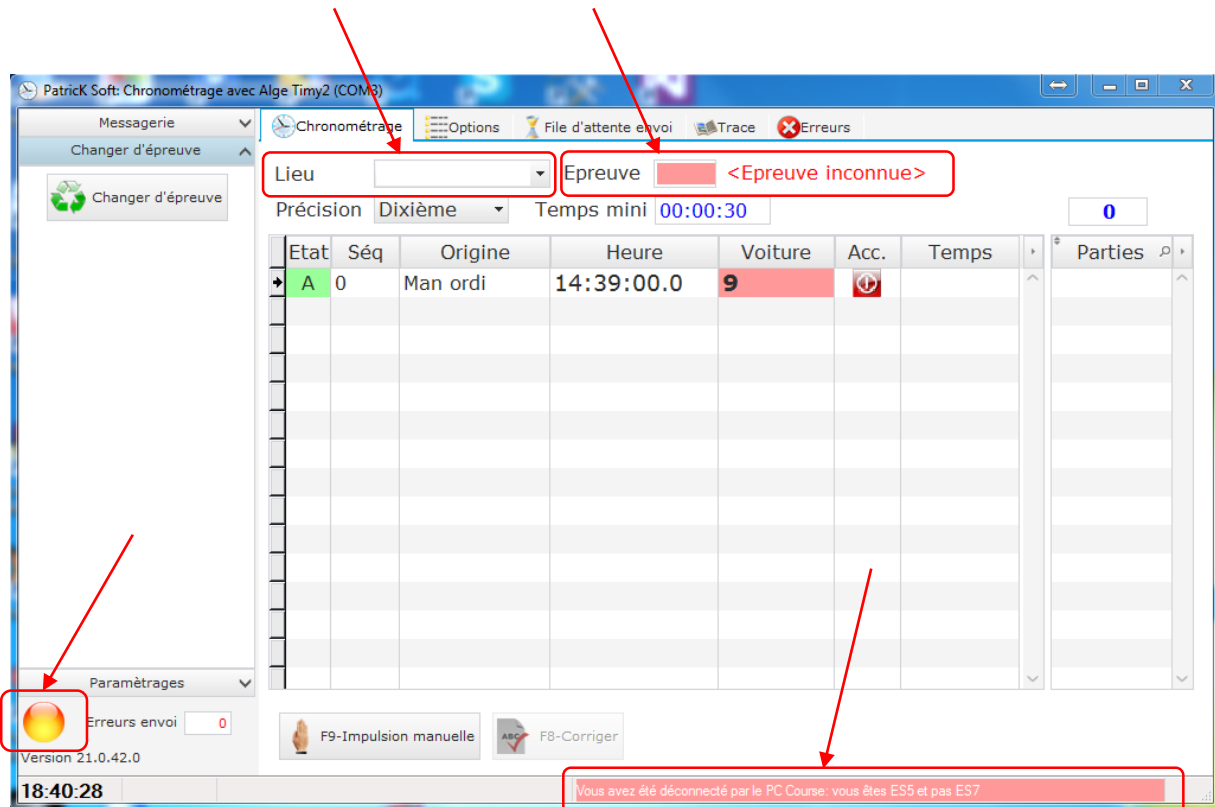 PatricK Soft: Chronométrage avec Alge Timy2 (COM3)
Messagerie
Changer d'épreuve
Changer d'épreuve
Chronométrage Options File d'attente envoi Trace Erreurs
Lieu Epreuve <Epreuve inconnue>
Précision Dixième Temps mini 00:00:30 0
Etat Séq Origine Heure Voiture Acc. Temps Parties
A 0 Man ordi 14:39:00.0 9
Paramètrages
Erreurs envoi 0
Version 21.0.42.0
F9-Impulsion manuelle ABC F8-Corriger
18:40:28 Vous avez été déconnecté par le PC Course: vous êtes ES5 et pas ES7